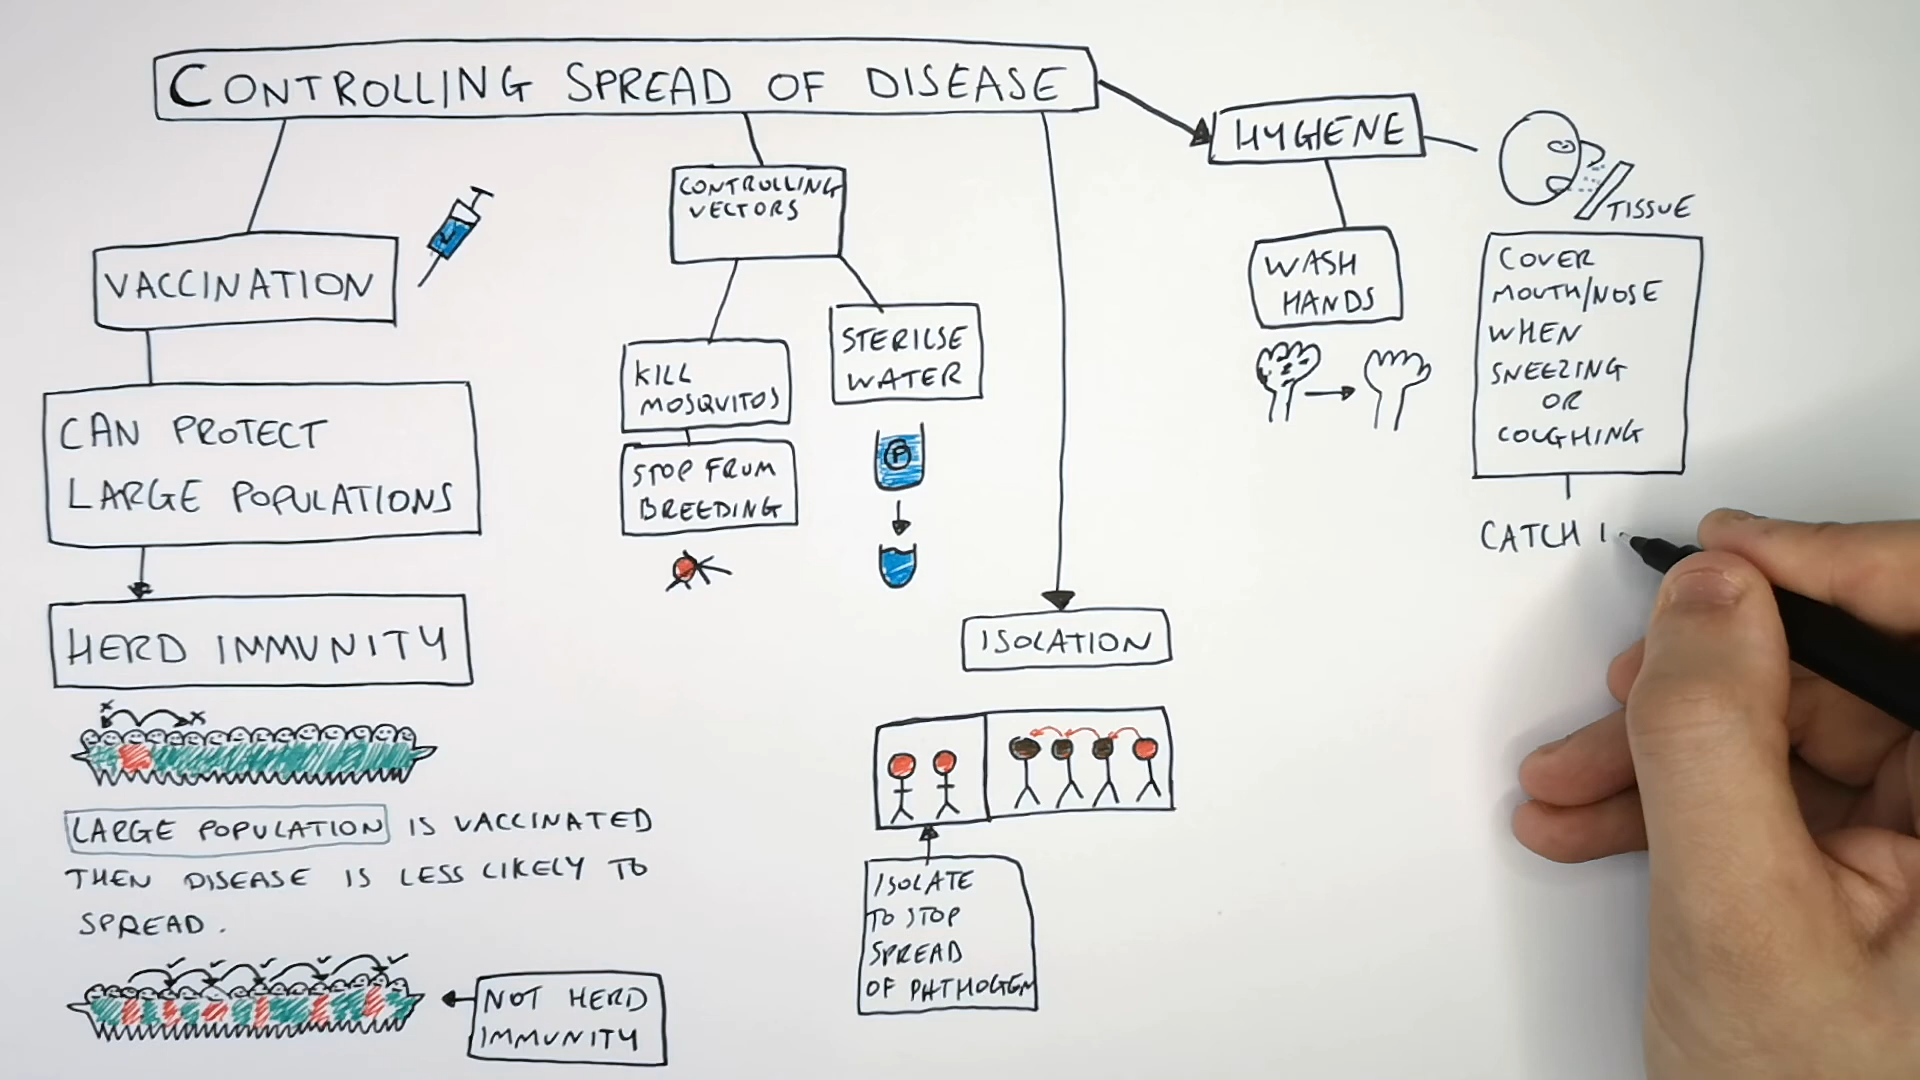 CONTROLLING SPREAD OF DISEASE
VACCINATION
CAN PROTECT
LARGE POPULATIONS
HERD IMMUNITY
x
x
LARGE POPULATION IS VACCINATED
THEN DISEASE IS LESS LIKELY TO
SPREAD.
NOT HERD
IMMUNITY
CONTROLLING
VECTORS
KILL
MOSQUITOS
STOP FROM
BREEDING
STERILSE
WATER
P
ISOLATION
ISOLATE
TO STOP
SPREAD
OF PATHOGEN
HYGIENE
WASH
HANDS
TISSUE
COVER
MOUTH/NOSE
WHEN
SNEEZING
OR
COUGHING
CATCH I